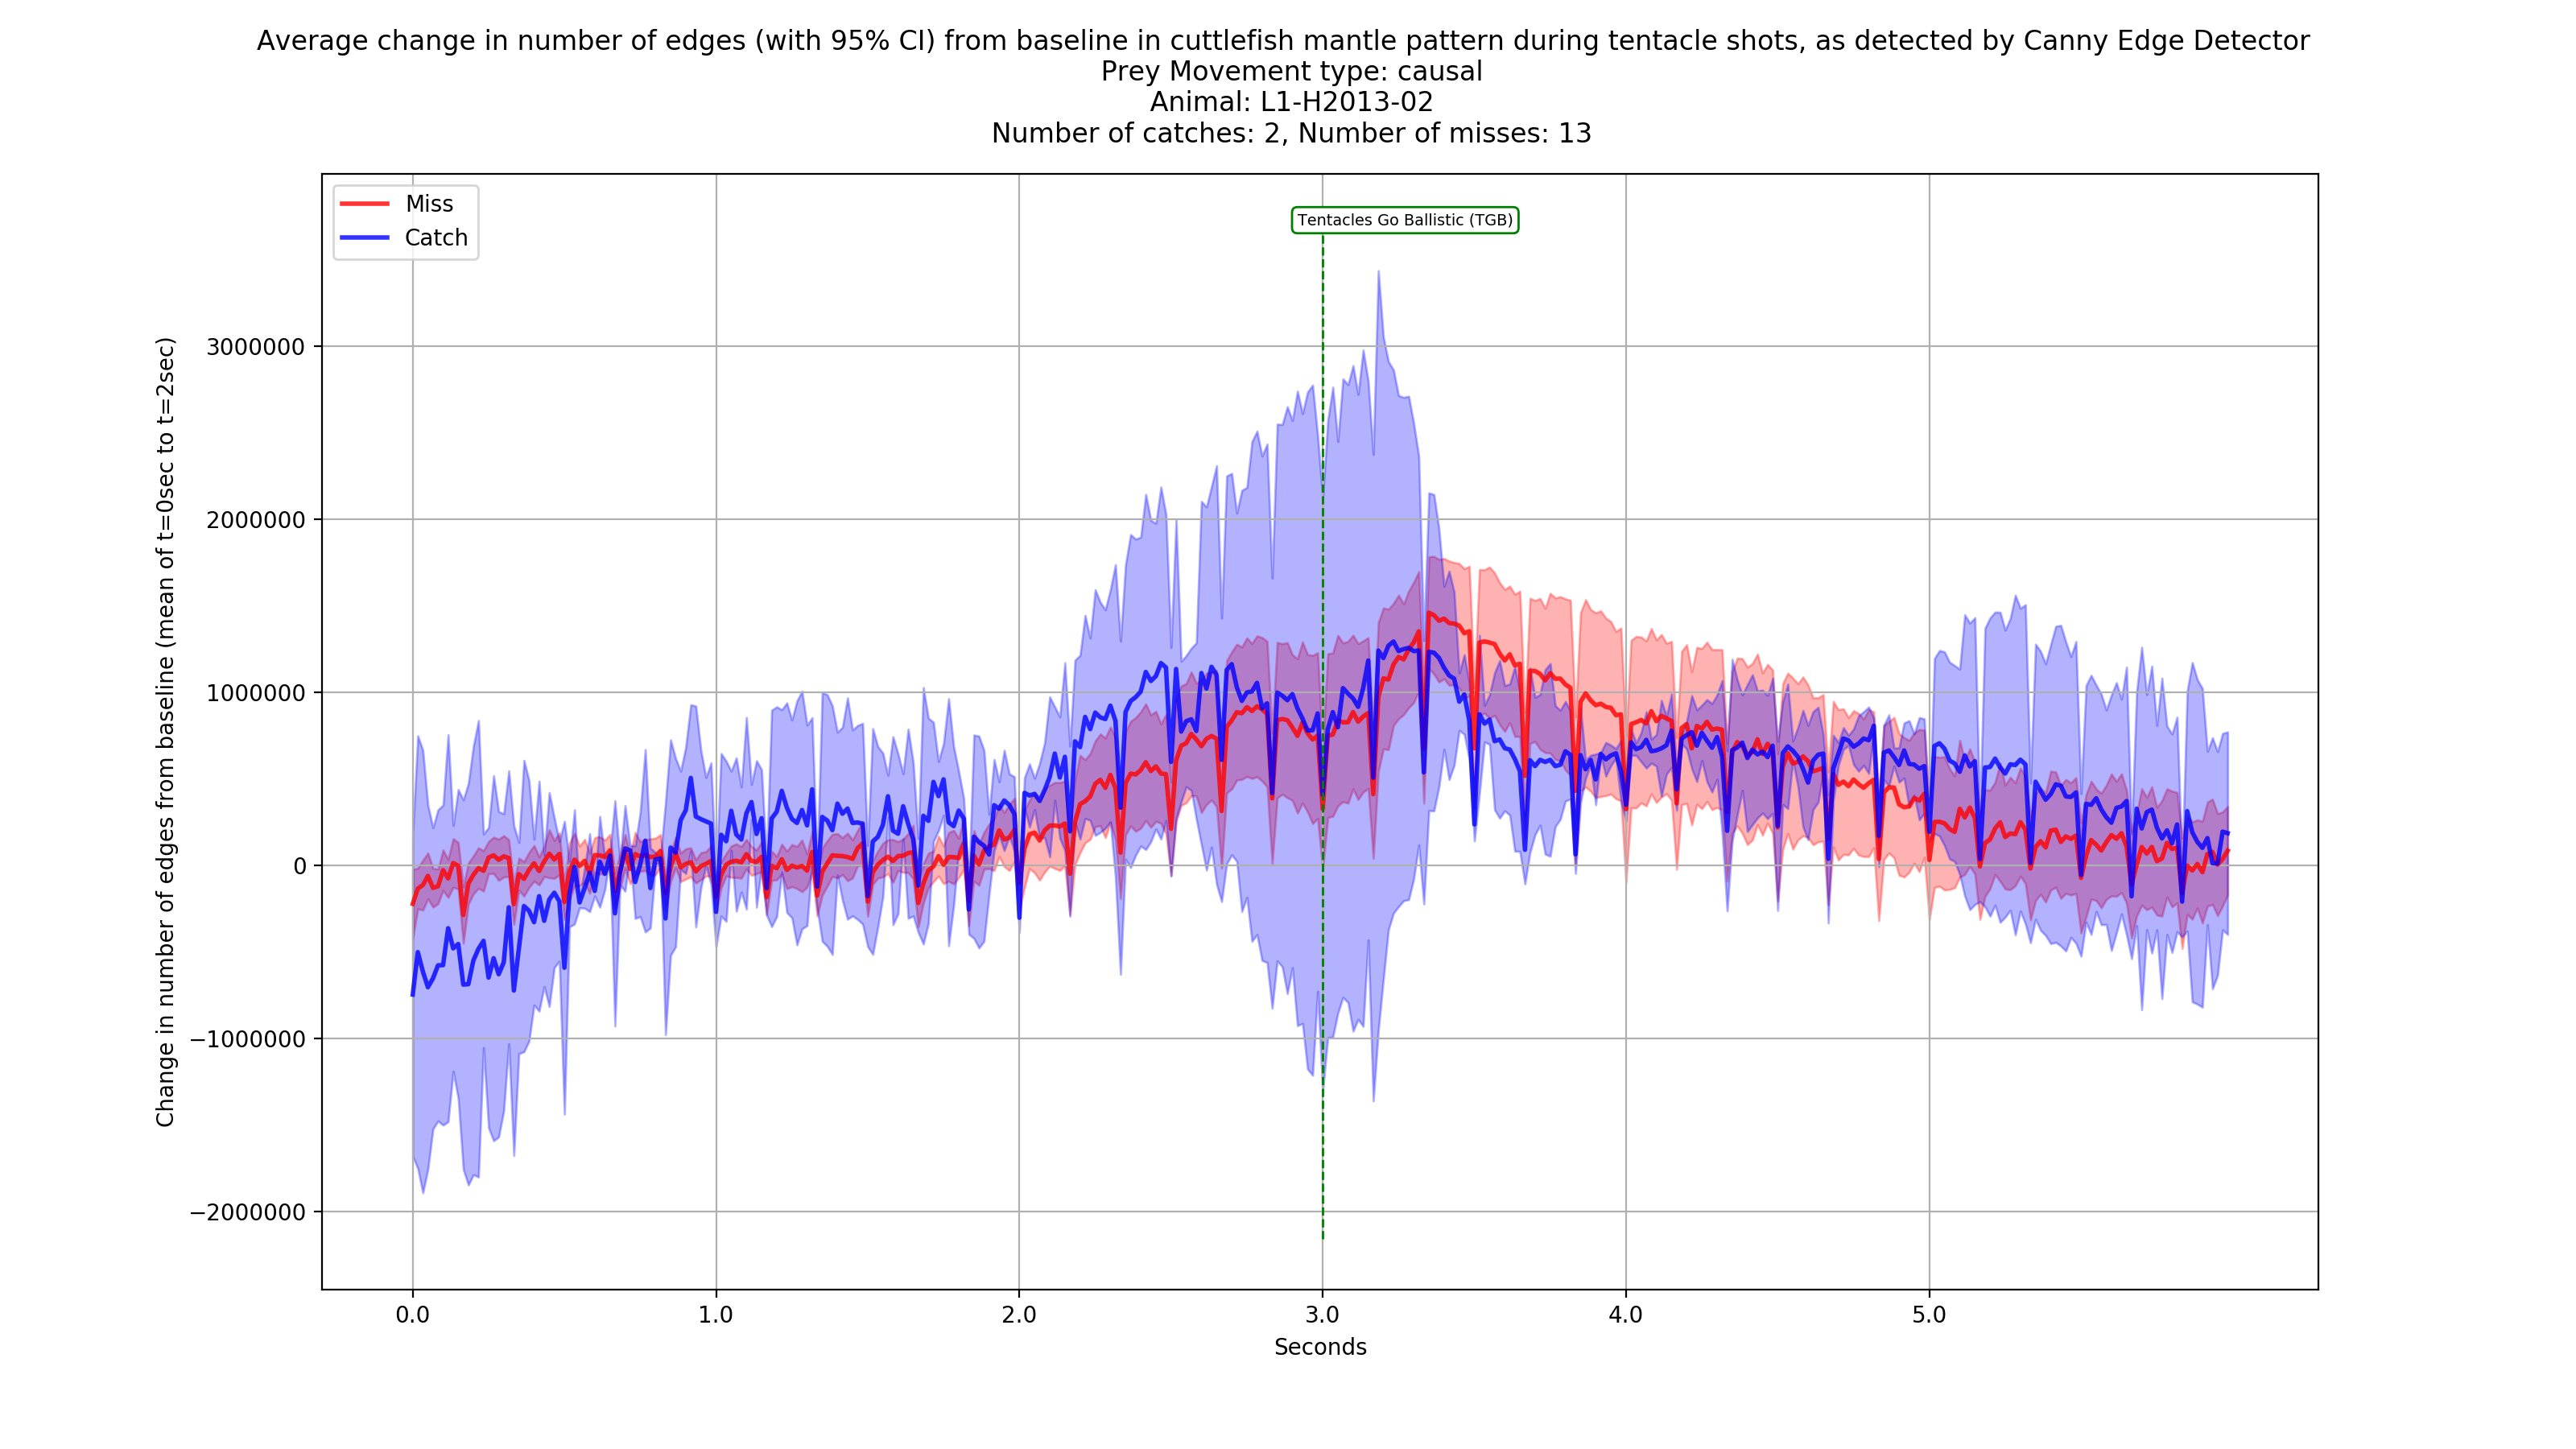 Average change in number of edges (with 95% CI) from baseline in cuttlefish mantle pattern during tentacle shots, as detected by Canny Edge Detector
Prey Movement type: causal
Animal: L1-H2013-02
Number of catches: 2, Number of misses: 13
Miss
Catch
Tentacles Go Ballistic (TGB)
Change in number of edges from baseline (mean of t=0sec to t=2sec)
3000000
2000000
1000000
0
−1000000
−2000000
0.0 1.0 2.0 3.0 4.0 5.0
Seconds